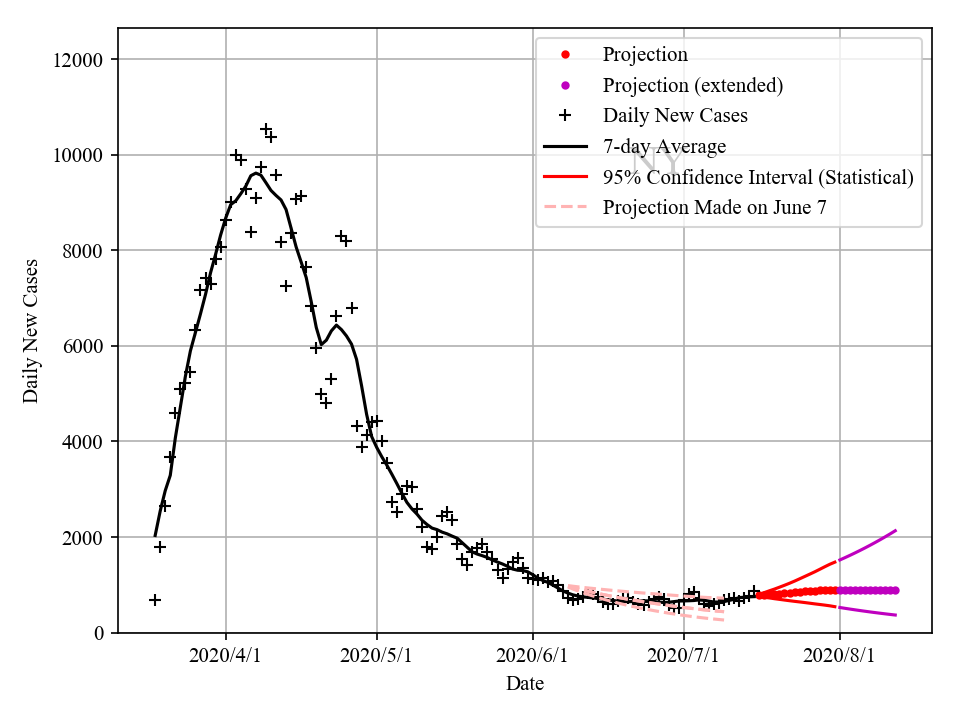 12000
10000
8000
6000
4000
2000
0
Daily New Cases
2020/4/1
2020/5/1
2020/6/1
2020/7/1
2020/8/1
Date
NY
Projection
Projection (extended)
Daily New Cases
7-day Average
95% Confidence Interval (Statistical)
Projection Made on June 7